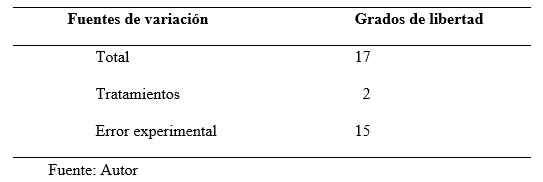 Fuentes de variación Grados de libertad
Total 17
Tratamientos 2
Error experimental 15
Fuente: Autor